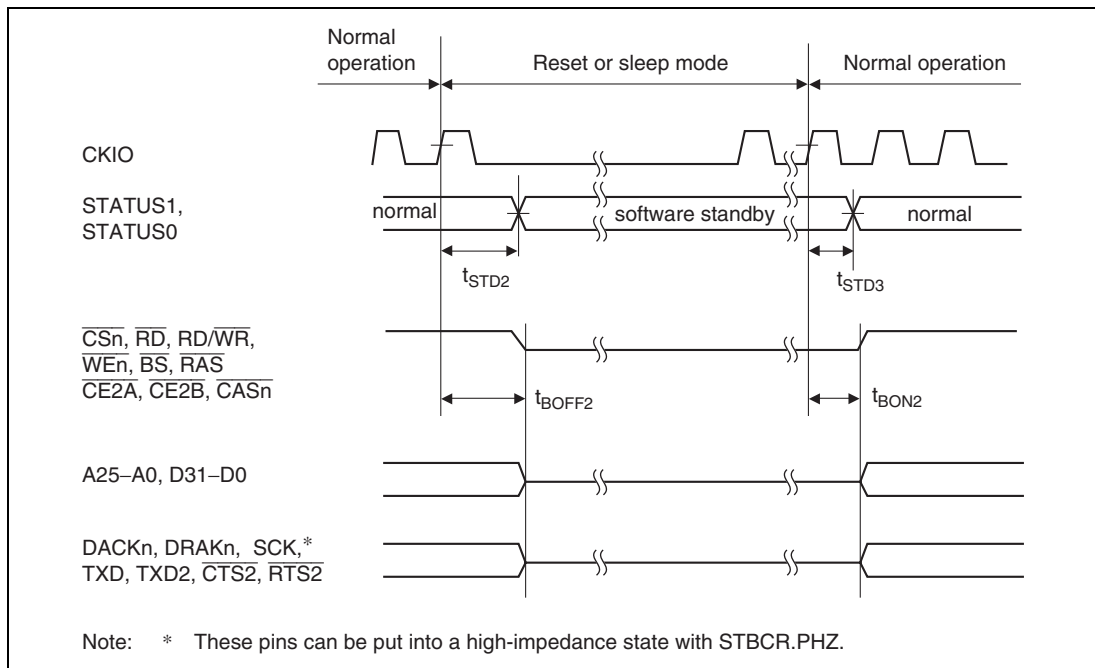 Normal
operation
Reset or sleep mode
Normal operation
CKIO
STATUS1,
STATUS0
normal
software standby
normal
tSTD2
tSTD3
CSn, RD, RD/WR,
WEn, BS, RAS
CE2A, CE2B, CASn
tBOFF2
tBON2
A25–A0, D31–D0
DACKn, DRAKn, SCK,*
TXD, TXD2, CTS2, RTS2
Note: * These pins can be put into a high-impedance state with STBCR.PHZ.